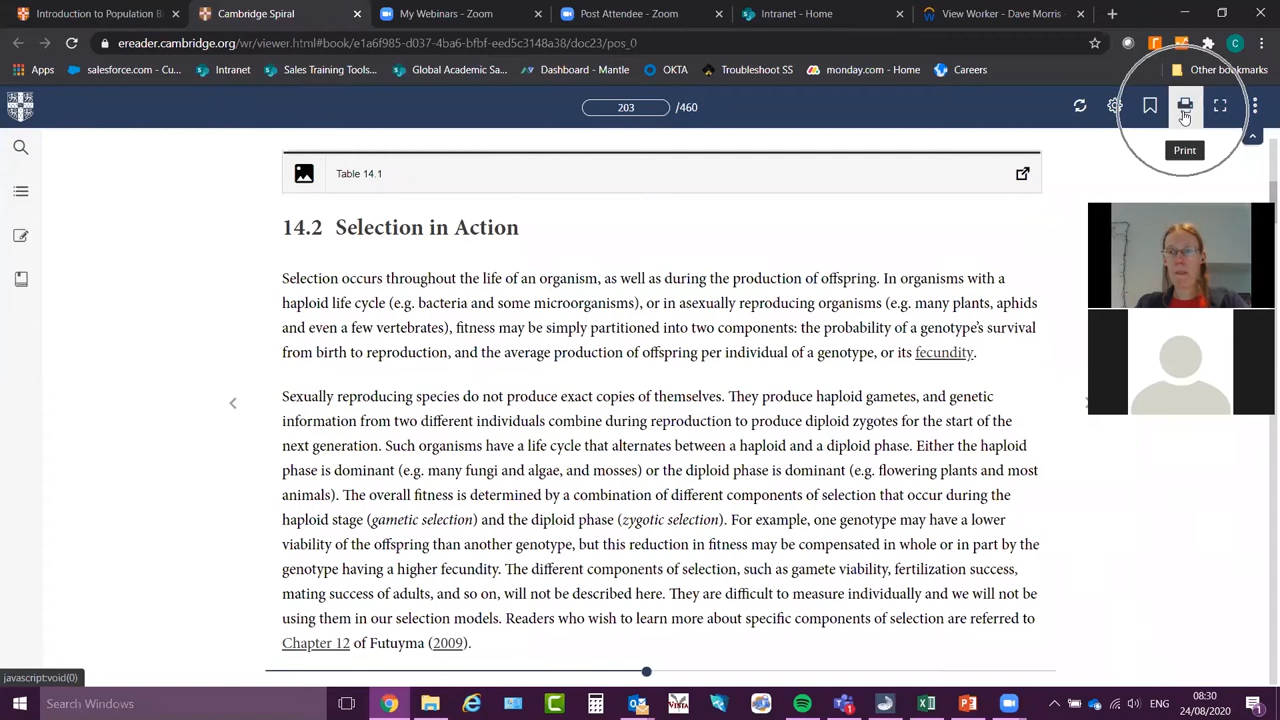 Introduction to Population Bi
Cambridge Spiral
My Webinars - Zoom
Post Attendee - Zoom
Intranet - Home
View Worker - Dave Morris -
ereader.cambridge.org/wr/viewer.html#book/e1a6f985-d037-4ba6-bfbf-eed5c3148a38/doc23/pos_0
C
Apps
salesforce.com - Cu...
Intranet
Sales Training Tools...
Global Academic Sa...
Dashboard - Mantle
OKTA
Troubleshoot SS
monday.com - Home
Careers
Other bookmarks
203 /460
Print
Table 14.1
14.2 Selection in Action
Selection occurs throughout the life of an organism, as well as during the production of offspring. In organisms with a
haploid life cycle (e.g. bacteria and some microorganisms), or in asexually reproducing organisms (e.g. many plants, aphids
and even a few vertebrates), fitness may be simply partitioned into two components: the probability of a genotype's survival
from birth to reproduction, and the average production of offspring per individual of a genotype, or its fecundity.
Sexually reproducing species do not produce exact copies of themselves. They produce haploid gametes, and genetic
information from two different individuals combine during reproduction to produce diploid zygotes for the start of the
next generation. Such organisms have a life cycle that alternates between a haploid and a diploid phase. Either the haploid
phase is dominant (e.g. many fungi and algae, and mosses) or the diploid phase is dominant (e.g. flowering plants and most
animals). The overall fitness is determined by a combination of different components of selection that occur during the
haploid stage (gametic selection) and the diploid phase (zygotic selection). For example, one genotype may have a lower
viability of the offspring than another genotype, but this reduction in fitness may be compensated in whole or in part by the
genotype having a higher fecundity. The different components of selection, such as gamete viability, fertilization success,
mating success of adults, and so on, will not be described here. They are difficult to measure individually and we will not be
using them in our selection models. Readers who wish to learn more about specific components of selection are referred to
Chapter 12 of Futuyma (2009).
javascript:void(0)
Search Windows
ENG
08:30
24/08/2020